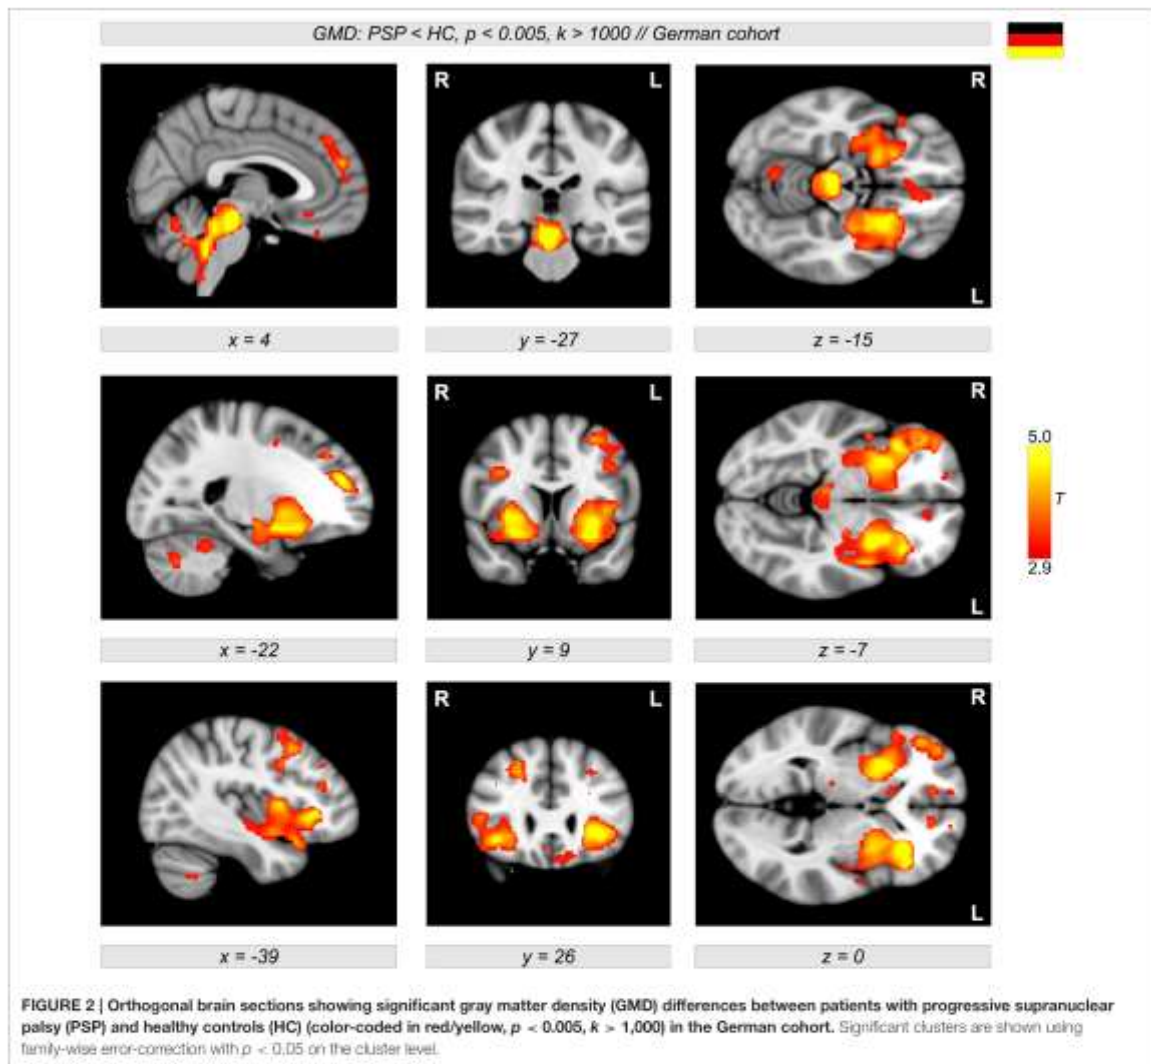 GMD: PSP < HC, p < 0.005, k > 1000 // German cohort
R L
R
L
x = 4
y = -27
z = -15
R L
R
L
5.0
T
2.9
x = -22
y = 9
z = -7
R L
R
L
x = -39
y = 26
z = 0
FIGURE 2 | Orthogonal brain sections showing significant gray matter density (GMD) differences between patients with progressive supranuclear
palsy (PSP) and healthy controls (HC) (color-coded in red/yellow, p < 0.005, k > 1,000) in the German cohort. Significant clusters are shown using
family-wise error-correction with p < 0.05 on the cluster level.